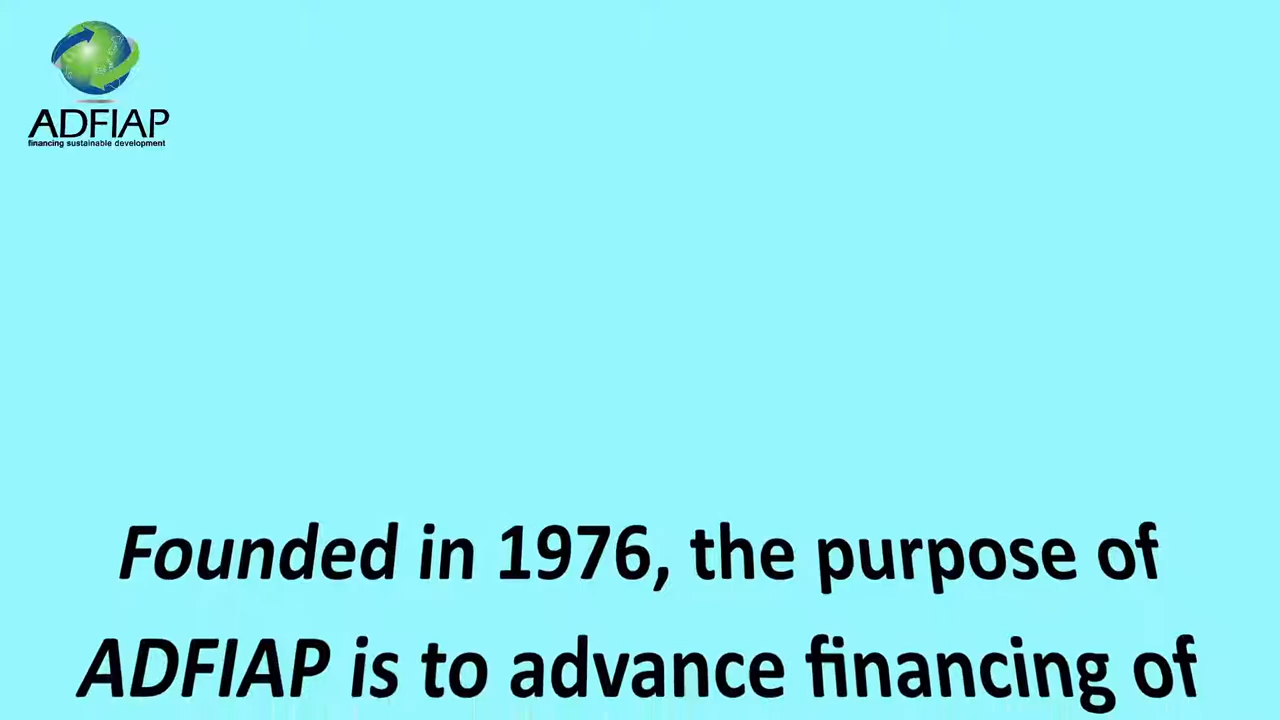 ADFIAP
financing sustainable development
Founded in 1976, the purpose of
ADFIAP is to advance financing of